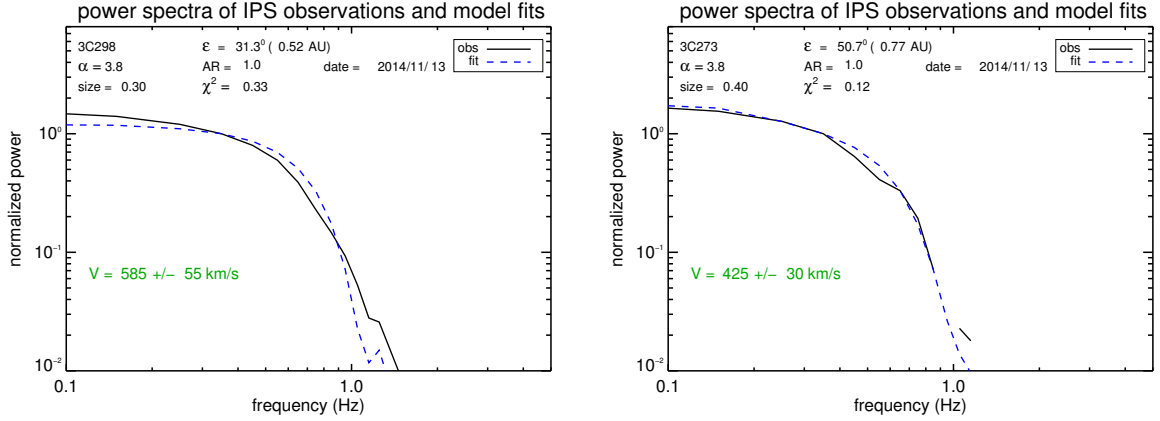 power spectra of IPS observations and model fits
3C298 ε = 31.3⁰ ( 0.52 AU)
α = 3.8 AR = 1.0 date = 2014/11/ 13
size = 0.30 χ² = 0.33
obs
fit
normalized power
10⁰
10⁻¹
10⁻²
V = 585 +/− 55 km/s
0.1 1.0
frequency (Hz)
power spectra of IPS observations and model fits
3C273 ε = 50.7⁰ ( 0.77 AU)
α = 3.8 AR = 1.0 date = 2014/11/ 13
size = 0.40 χ² = 0.12
obs
fit
normalized power
10⁰
10⁻¹
10⁻²
V = 425 +/− 30 km/s
0.1 1.0
frequency (Hz)